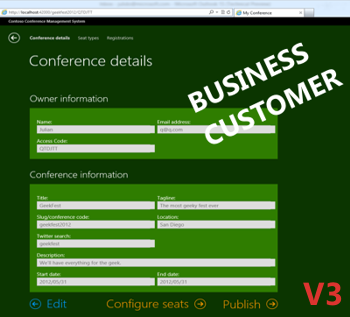 http://localhost:6200/geekfest2012/QTEUTT
My Conference
Contoso Conference Management System
Conference details
Seat types
Registrations
Conference details
BUSINESS
CUSTOMER
Owner information
Name:
Email address:
Julian
q@q.com
Access Code:
Conference information
Title:
Tagline:
GeekFest
The most geeky fest ever
Slug/conference code:
Location:
geekfest2012
San Diego
Twitter search:
geekfest
Description:
We'll have everything for the geek.
Start date:
End date:
2012/05/31
2012/05/31
Edit
Configure seats
Publish
V3